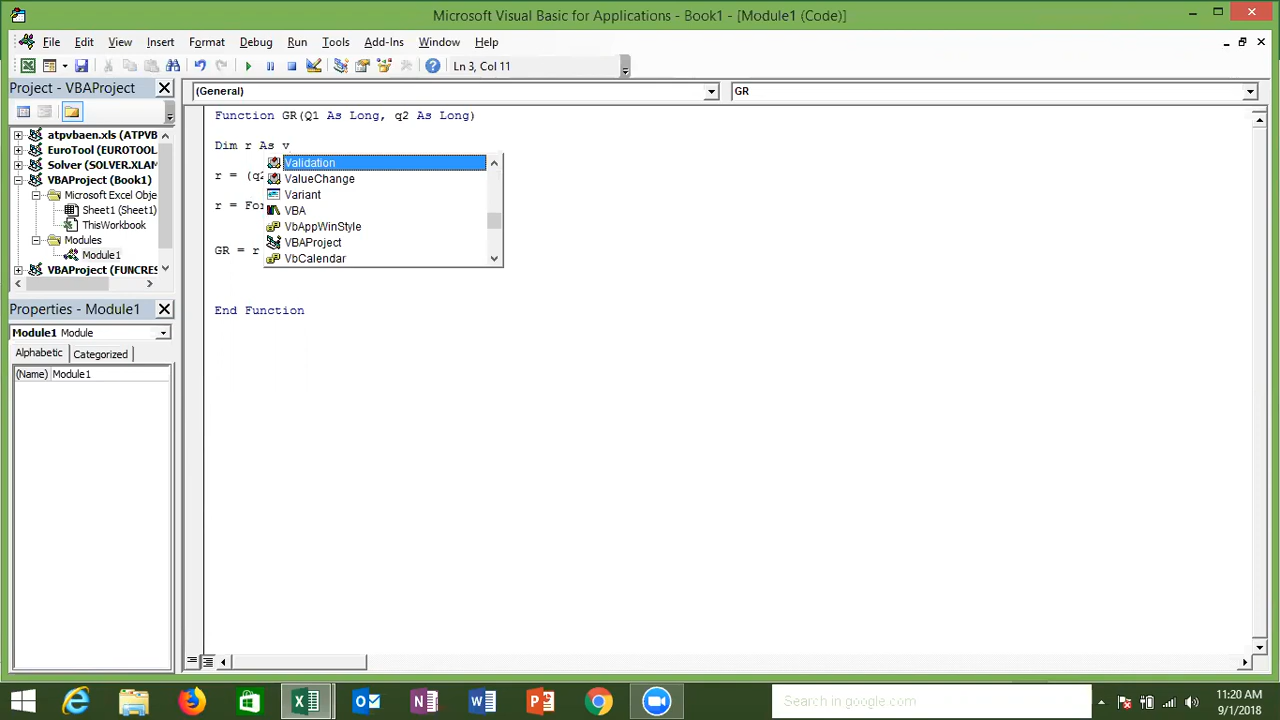 Microsoft Visual Basic for Applications - Book1 - [Module1 (Code)]
File Edit View Insert Format Debug Run Tools Add-Ins Window Help
Ln 3, Col 11
Project - VBAProject
atpvbaen.xls (ATPVB
EuroTool (EUROTOOL
Solver (SOLVER.XLAM
VBAProject (Book1)
Microsoft Excel Obje
Sheet1 (Sheet1)
ThisWorkbook
Modules
Module1
VBAProject (FUNCRES
Properties - Module1
Module1 Module
Alphabetic Categorized
(Name) Module1
(General) GR
Function GR(Q1 As Long, q2 As Long)
Dim r As v
r = (q2
r = For
GR = r
End Function
Validation
ValueChange
Variant
VBA
VbAppWinStyle
VBAProject
VbCalendar
Search in google.com
11:20 AM
9/1/2018